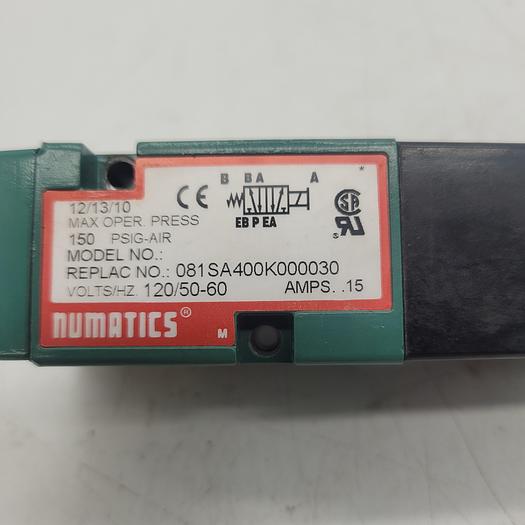 B BA A *
12/13/10 CE
MAX OPER. PRESS
EB P EA
150 PSIG-AIR
MODEL NO.:
REPLAC NO.: 081SA400K000030
VOLTS/HZ. 120/50-60 AMPS. .15
numatics® M